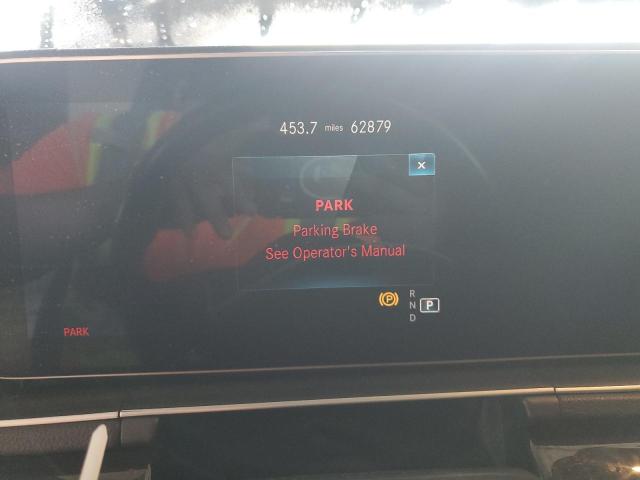 453.7 miles 62879
×
PARK
Parking Brake
See Operator's Manual
(P) R
N P
D
PARK